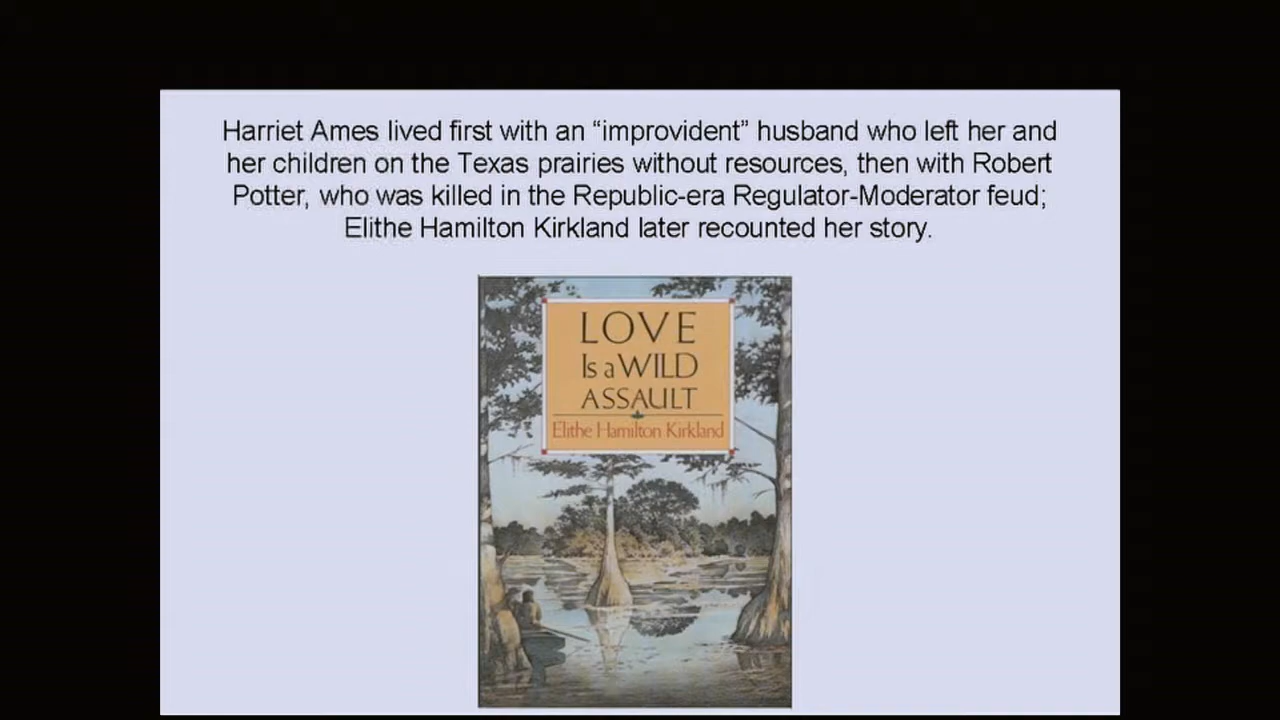 Harriet Ames lived first with an “improvident” husband who left her and
her children on the Texas prairies without resources, then with Robert
Potter, who was killed in the Republic-era Regulator-Moderator feud;
Elithe Hamilton Kirkland later recounted her story.
LOVE
Is a WILD
ASSAULT
Elithe Hamilton Kirkland